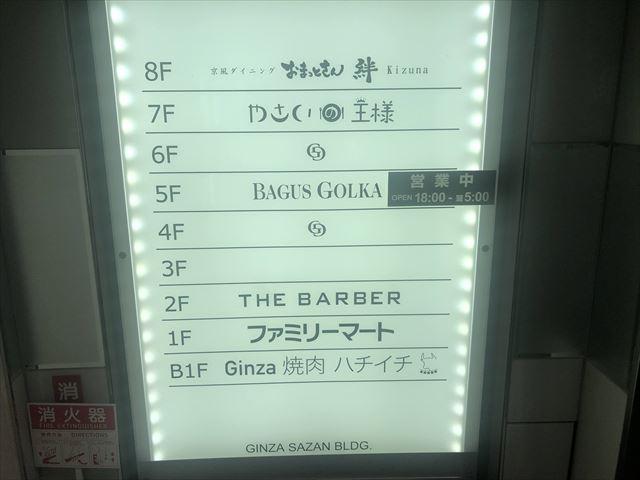 8F 京風ダイニング おまっとさん 絆 Kizuna
7F やさいの王様
6F
5F BAGUS GOLKA 営業中
OPEN 18:00 - 翌5:00
4F
3F
2F THE BARBER
1F ファミリーマート
B1F Ginza 焼肉 ハチイチ
消
消火器
FIRE EXTINGUISHER
DIRECTIONS
GINZA SAZAN BLDG.